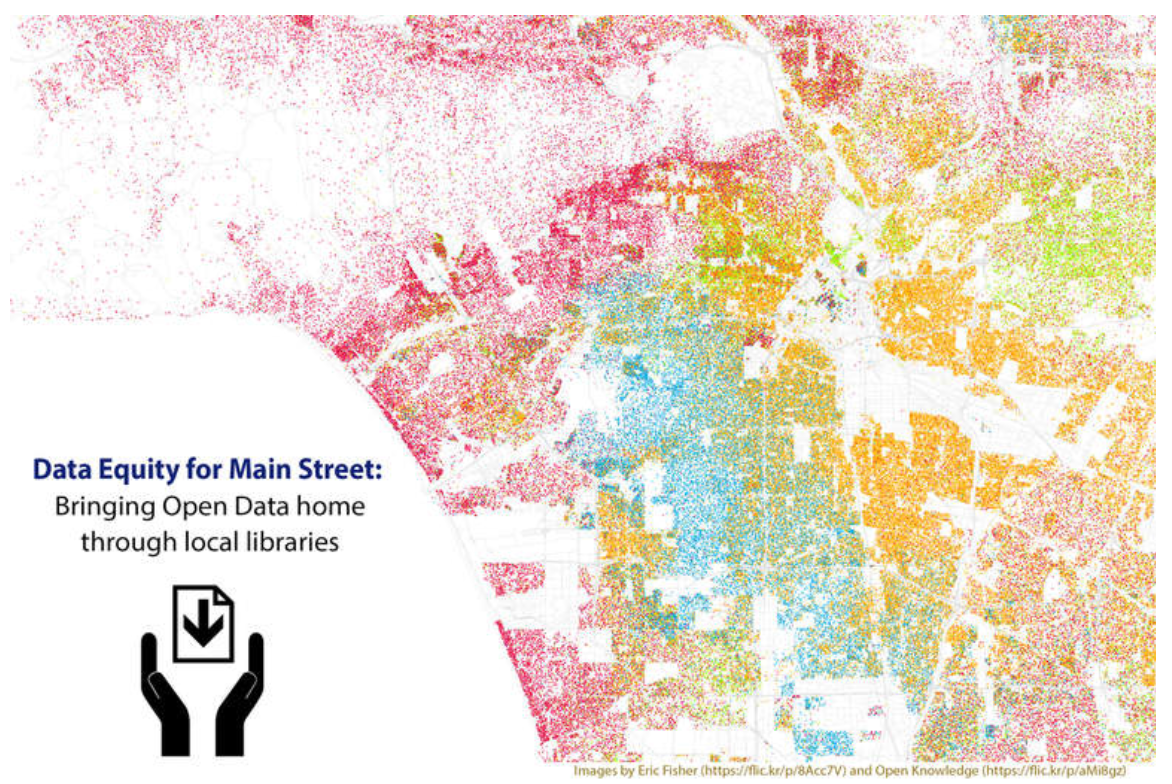 Data Equity for Main Street:
Bringing Open Data home
through local libraries
Images by Eric Fisher (https://flic.kr/p/8Acc7V) and Open Knowledge (https://flic.kr/p/aMi8gz)